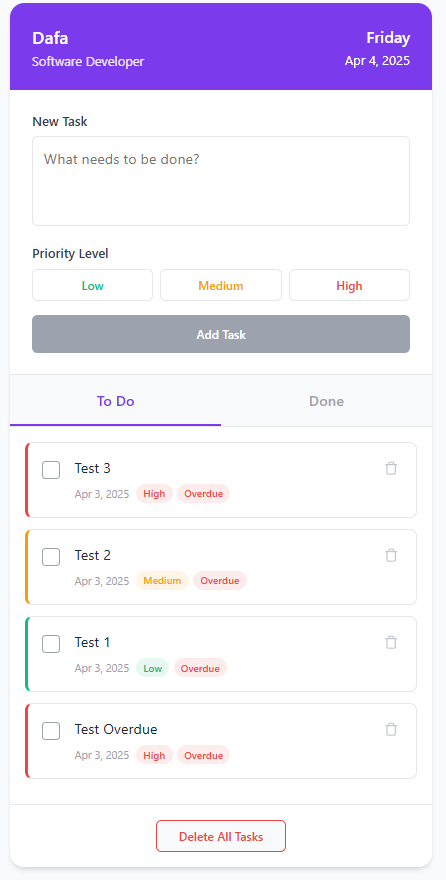 Dafa Friday
Software Developer Apr 4, 2025
New Task
What needs to be done?
Priority Level
Low Medium High
Add Task
To Do Done
Test 3
Apr 3, 2025 High Overdue
Test 2
Apr 3, 2025 Medium Overdue
Test 1
Apr 3, 2025 Low Overdue
Test Overdue
Apr 3, 2025 High Overdue
Delete All Tasks